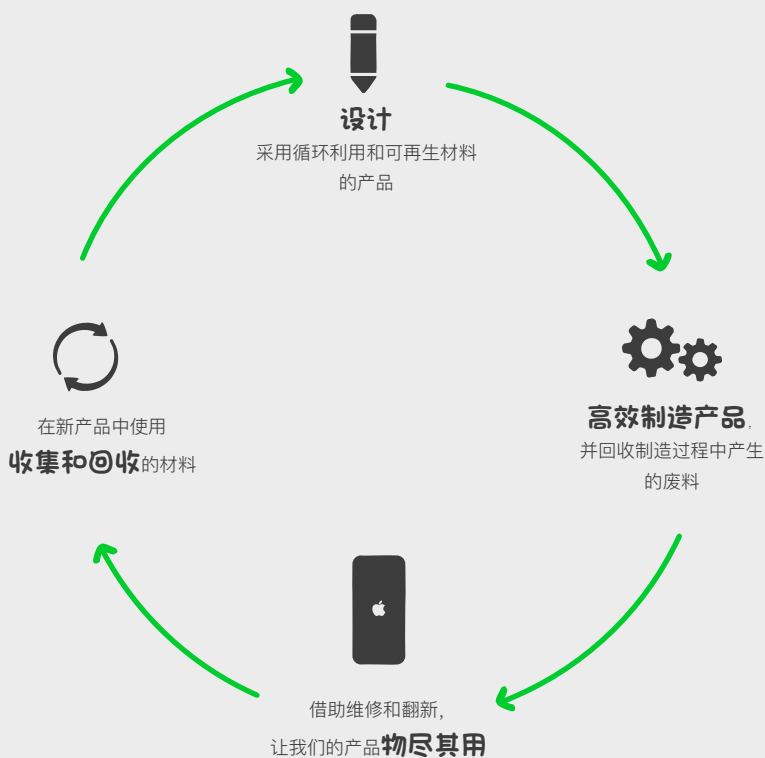 设计
采用循环利用和可再生材料
的产品
高效制造产品,
并回收制造过程中产生
的废料
借助维修和翻新,
让我们的产品物尽其用
在新产品中使用
收集和回收的材料